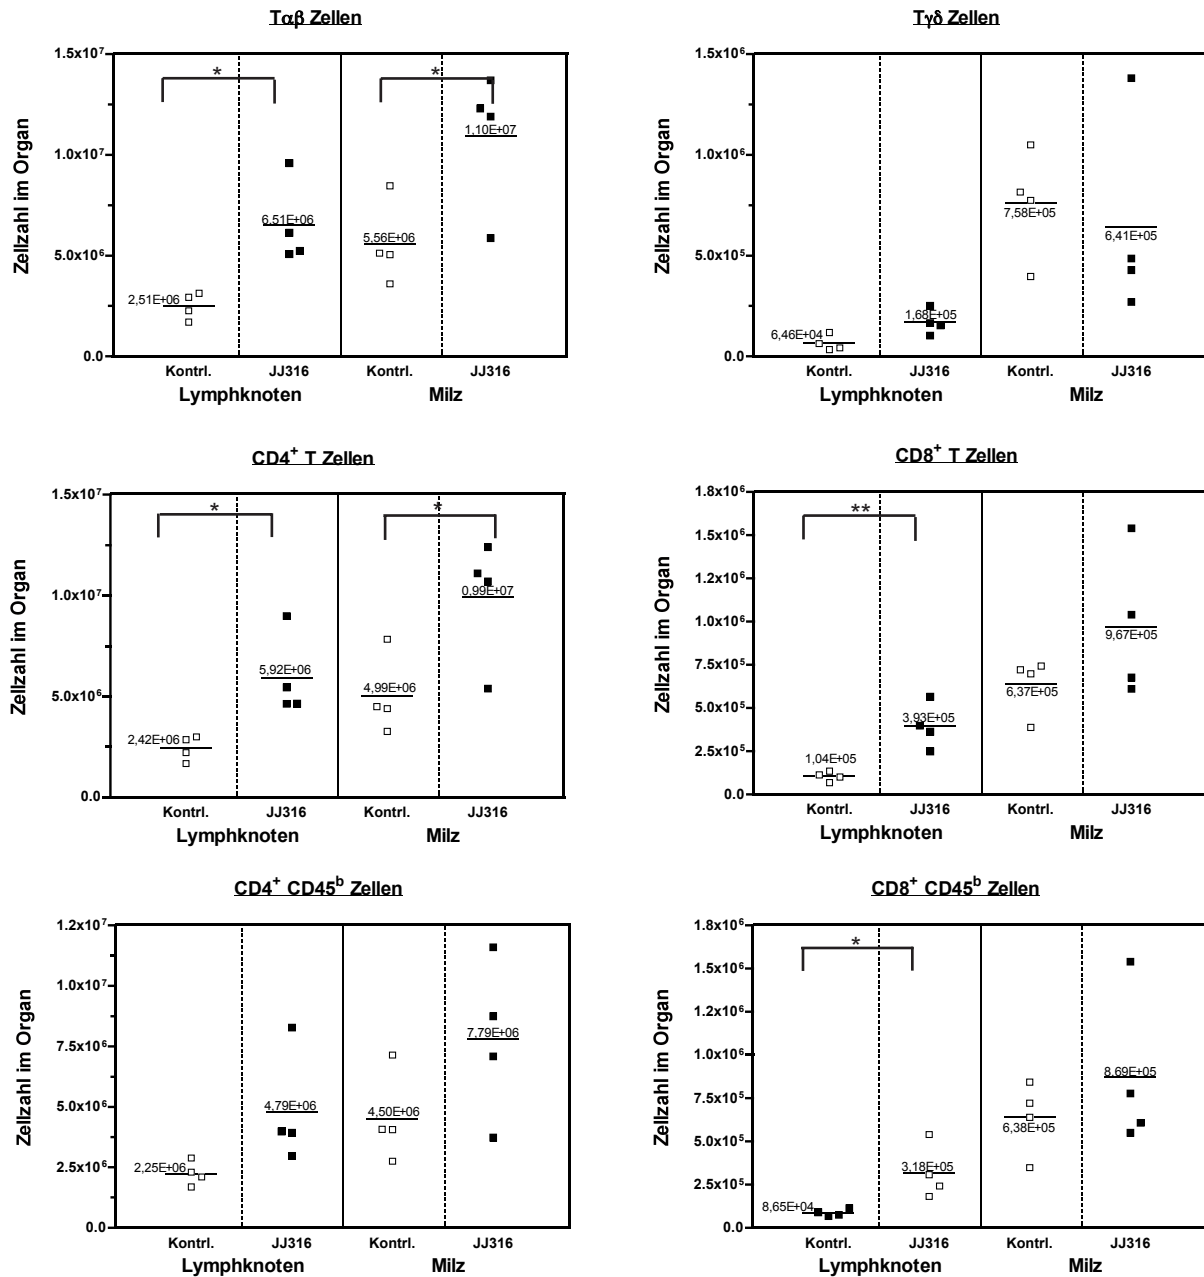 Tαβ Zellen
Zellzahl im Organ
1.5x10⁷
1.0x10⁷
5.0x10⁶
0.0
*
*
2,51E+06
6.51E+06
5,56E+06
1,10E+07
Kontrl.
JJ316
Kontrl.
JJ316
Lymphknoten
Milz
Tγδ Zellen
Zellzahl im Organ
1.5x10⁶
1.0x10⁶
5.0x10⁵
0.0
6,46E+04
1,68E+05
7,58E+05
6,41E+05
Kontrl.
JJ316
Kontrl.
JJ316
Lymphknoten
Milz
CD4⁺ T Zellen
Zellzahl im Organ
1.5x10⁷
1.0x10⁷
5.0x10⁶
0.0
*
*
2,42E+06
5,92E+06
4,99E+06
0,99E+07
Kontrl.
JJ316
Kontrl.
JJ316
Lymphknoten
Milz
CD8⁺ T Zellen
Zellzahl im Organ
1.8x10⁶
1.5x10⁶
1.2x10⁶
1.0x10⁶
7.5x10⁵
5.0x10⁵
2.5x10⁵
0.0
**
1,04E+05
3,93E+05
6,37E+05
9,67E+05
Kontrl.
JJ316
Kontrl.
JJ316
Lymphknoten
Milz
CD4⁺ CD45ᵇ Zellen
Zellzahl im Organ
1.2x10⁷
1.0x10⁷
7.5x10⁶
5.0x10⁶
2.5x10⁶
0.0
2,25E+06
4,79E+06
4,50E+06
7,79E+06
Kontrl.
JJ316
Kontrl.
JJ316
Lymphknoten
Milz
CD8⁺ CD45ᵇ Zellen
Zellzahl im Organ
1.8x10⁶
1.5x10⁶
1.2x10⁶
1.0x10⁶
7.5x10⁵
5.0x10⁵
2.5x10⁵
0.0
*
8,65E+04
3,18E+05
6,38E+05
8,69E+05
Kontrl.
JJ316
Kontrl.
JJ316
Lymphknoten
Milz